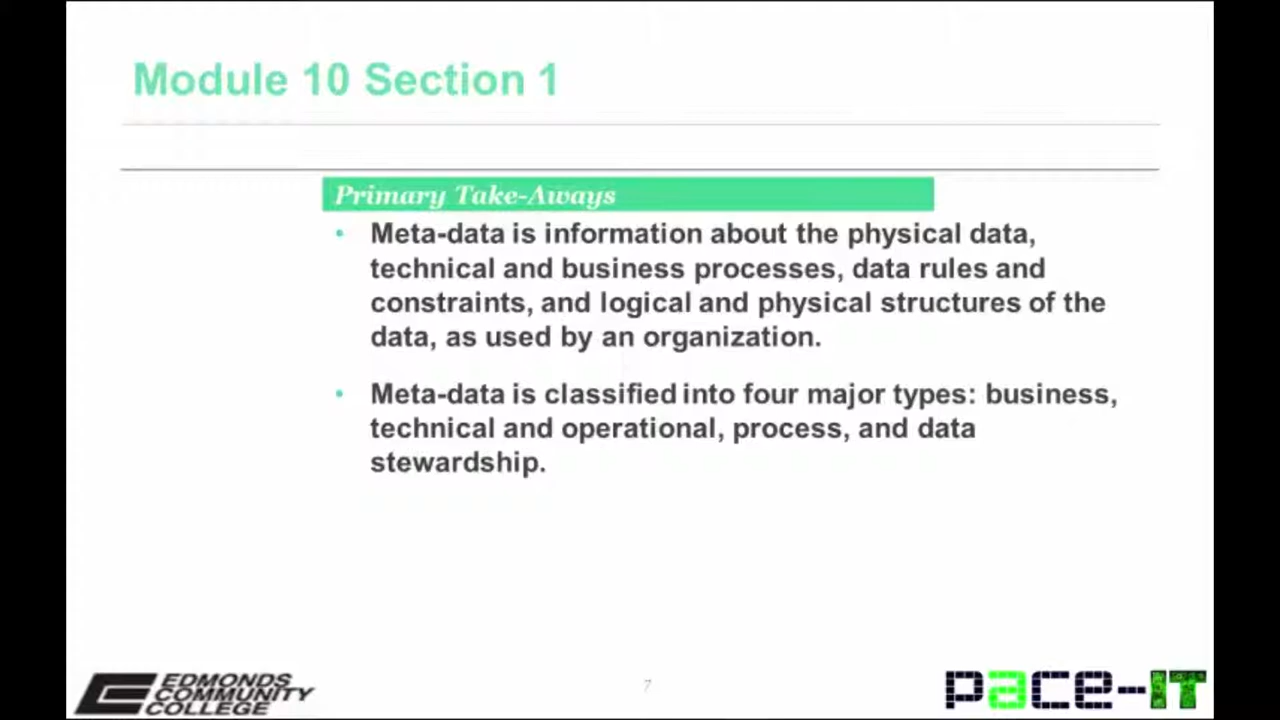 Module 10 Section 1
Primary Take-Aways
• Meta-data is information about the physical data,
technical and business processes, data rules and
constraints, and logical and physical structures of the
data, as used by an organization.
• Meta-data is classified into four major types: business,
technical and operational, process, and data
stewardship.
EDMONDS
COMMUNITY
COLLEGE
7
pace-IT